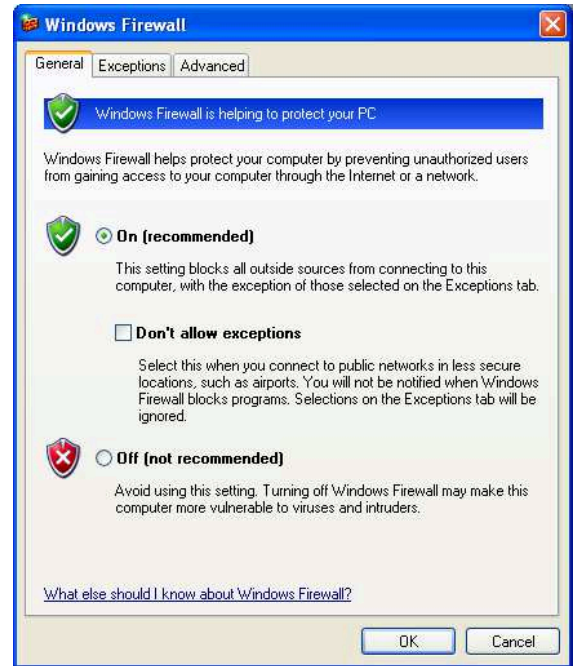 Windows Firewall
General Exceptions Advanced
Windows Firewall is helping to protect your PC
Windows Firewall helps protect your computer by preventing unauthorized users
from gaining access to your computer through the Internet or a network.
On (recommended)
This setting blocks all outside sources from connecting to this
computer, with the exception of those selected on the Exceptions tab.
Don't allow exceptions
Select this when you connect to public networks in less secure
locations, such as airports. You will not be notified when Windows
Firewall blocks programs. Selections on the Exceptions tab will be
ignored.
Off (not recommended)
Avoid using this setting. Turning off Windows Firewall may make this
computer more vulnerable to viruses and intruders.
What else should I know about Windows Firewall?
OK Cancel